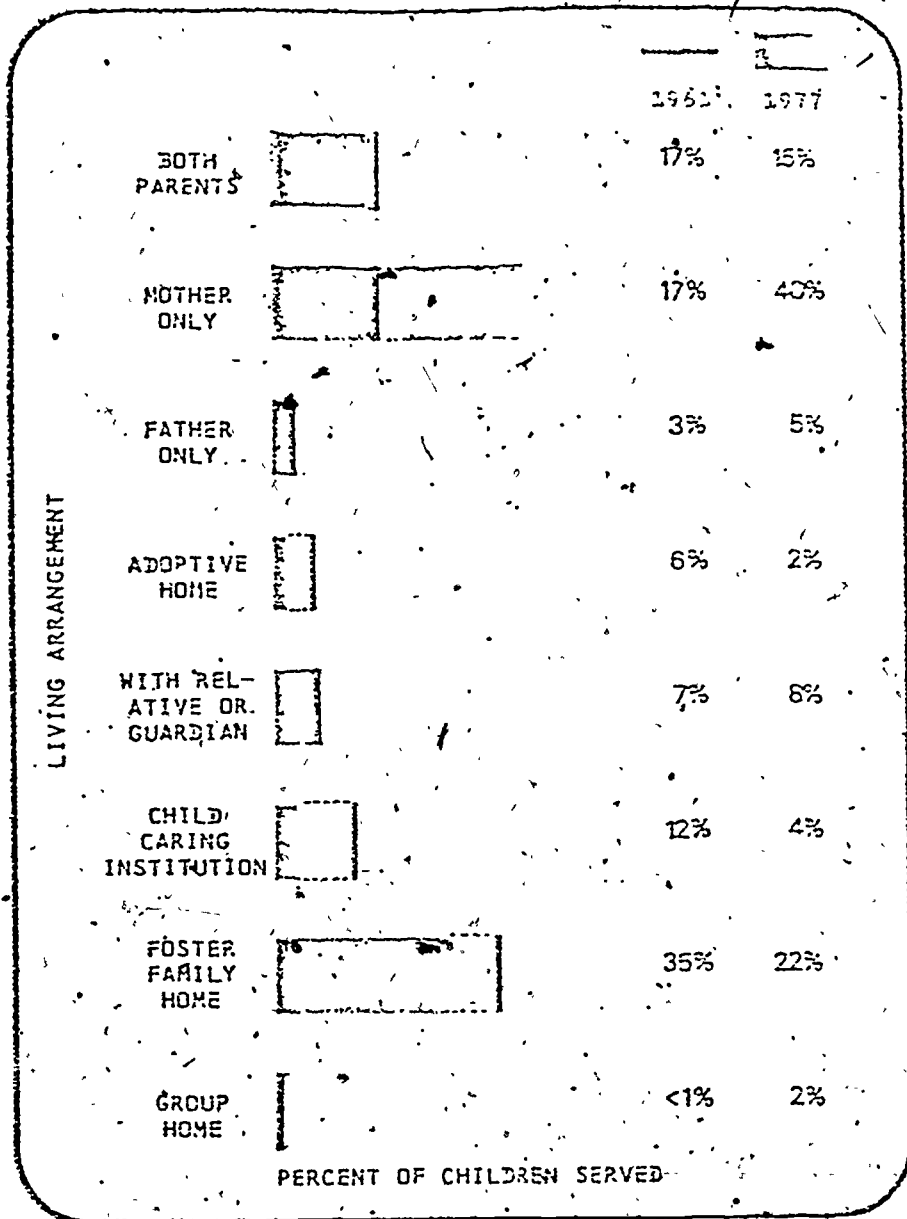 1961 1977
BOTH 17% 15%
PARENTS
MOTHER 17% 40%
ONLY
FATHER 3% 5%
ONLY
ADOPTIVE 6% 2%
HOME
WITH REL-
ATIVE OR 7%
GUARDIAN
CHILD
CARING 12% 4%
INSTITUTION
FOSTER
FAMILY 35% 22%
HOME
GROUP <1% 2%
HOME
LIVING ARRANGEMENT
PERCENT OF CHILDREN SERVED